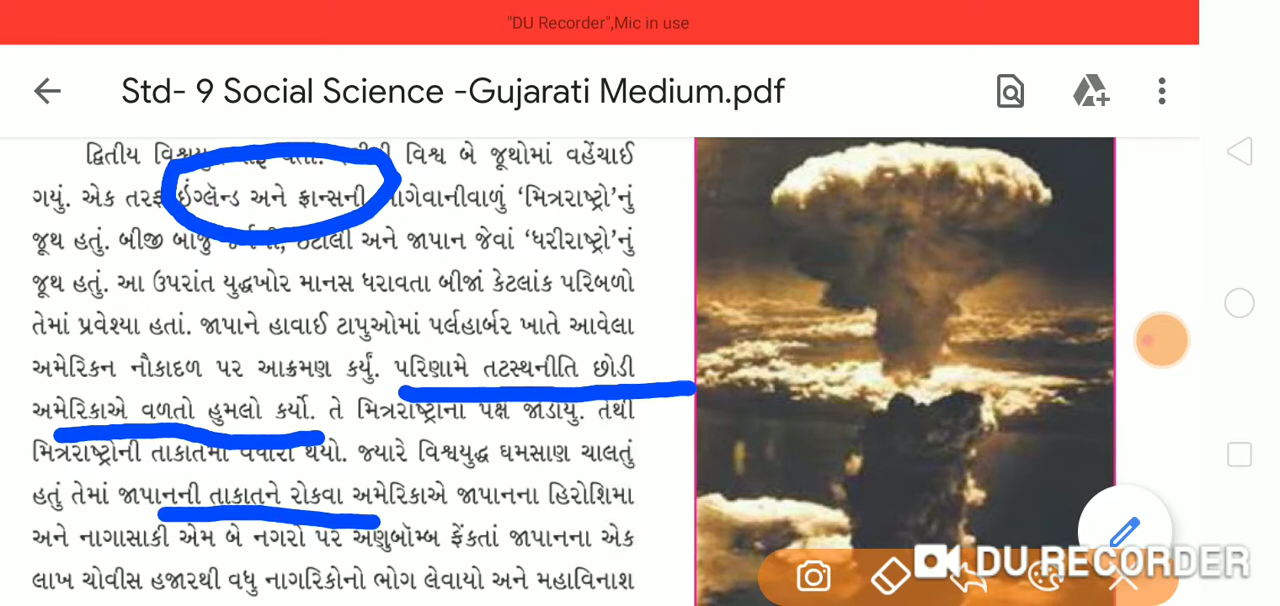 "DU Recorder",Mic in use
Std- 9 Social Science -Gujarati Medium.pdf
દ્વિતીય વિશ્વ બે જૂથોમાં વહેંચાઈ
ગયું. એક તરફ ઇંગ્લૅન્ડ અને ફ્રાન્સની ‘મિત્રરાષ્ટ્રો’નું
જૂથ હતું. બીજી બાજુ ઇટાલી અને જાપાન જેવાં ‘ધરીરાષ્ટ્રો’નું
જૂથ હતું. આ ઉપરાંત યુદ્ધખોર માનસ ધરાવતા બીજાં કેટલાંક પરિબળો
તેમાં પ્રવેશ્યા હતાં. જાપાને હાવાઈ ટાપુઓમાં પર્લહાર્બર ખાતે આવેલા
અમેરિકન નૌકાદળ પર આક્રમણ કર્યું. પરિણામે તટસ્થનીતિ છોડી
અમેરિકાએ વળતો હુમલો કર્યો. તે મિત્રરાષ્ટ્રોના પક્ષે જોડાયું. તેથી
મિત્રરાષ્ટ્રોની તાકાતમાં વધારો થયો. જ્યારે વિશ્વયુદ્ધ ઘમસાણ ચાલતું
હતું તેમાં જાપાનની તાકાતને રોકવા અમેરિકાએ જાપાનના હિરોશિમા
અને નાગાસાકી એમ બે નગરો પર અણુબૉમ્બ ફેંકતાં જાપાનના એક
લાખ ચોવીસ હજારથી વધુ નાગરિકોનો ભોગ લેવાયો અને મહાવિનાશ
DU RECORDER